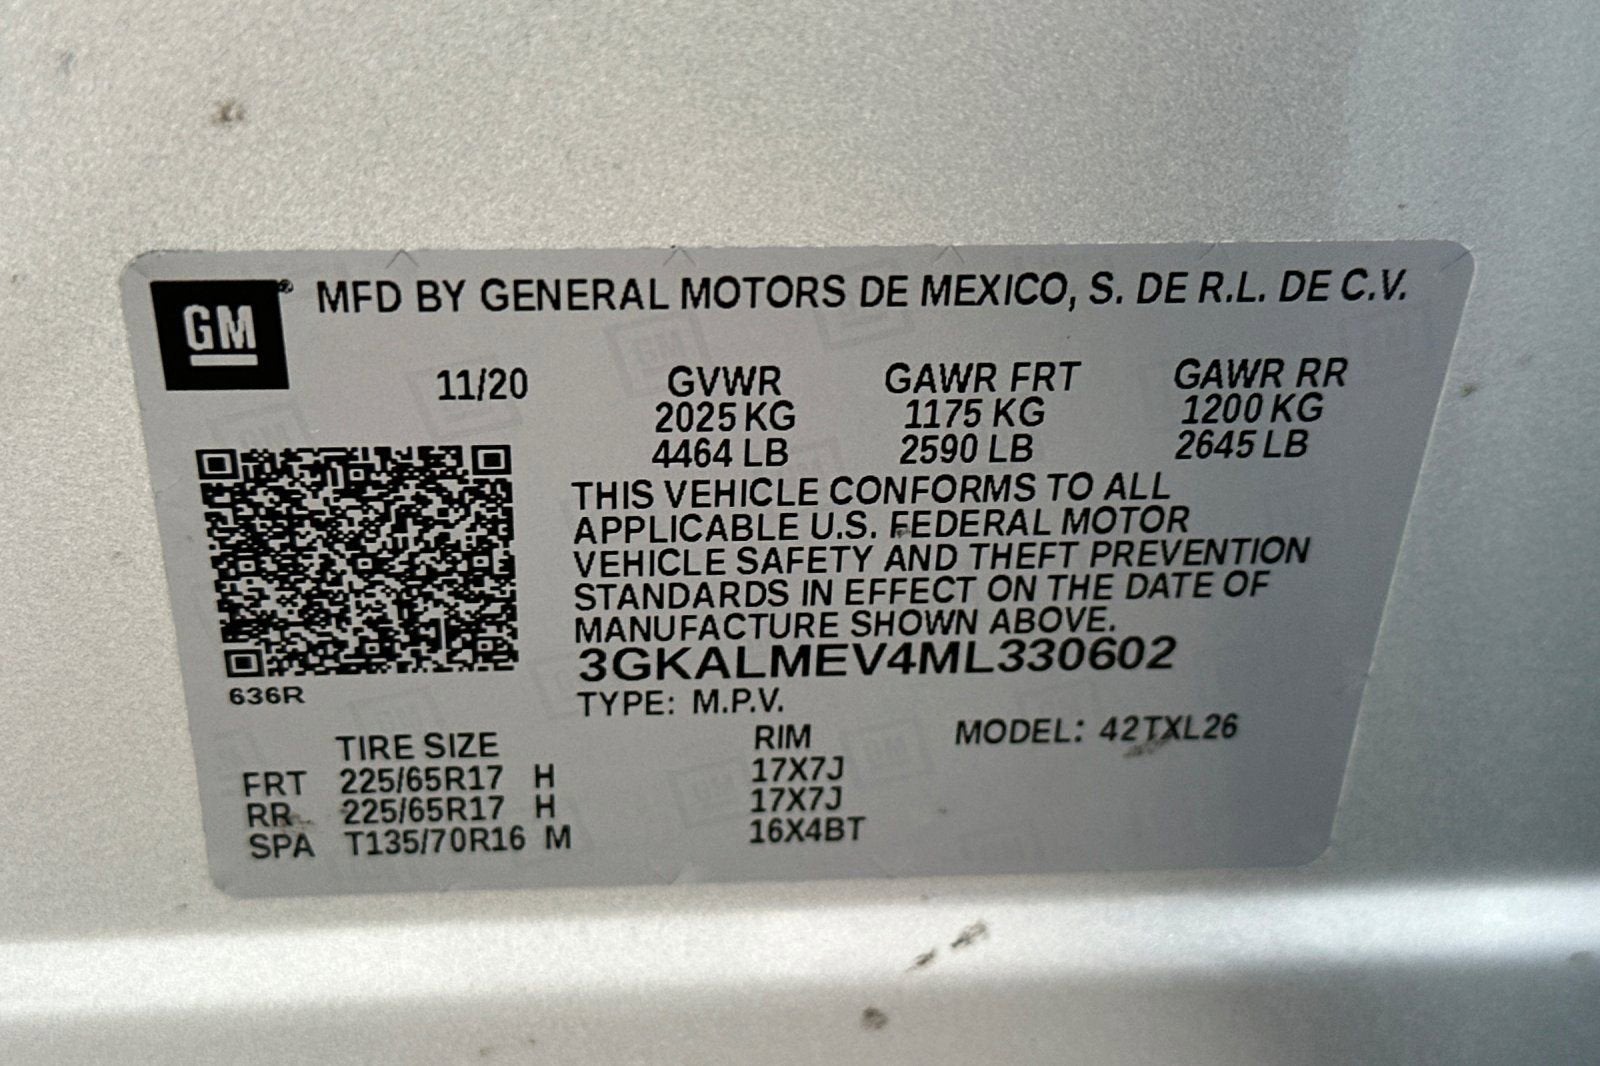 GM® MFD BY GENERAL MOTORS DE MEXICO, S. DE R.L. DE C.V.
11/20 GVWR GAWR FRT GAWR RR
2025 KG 1175 KG 1200 KG
4464 LB 2590 LB 2645 LB
THIS VEHICLE CONFORMS TO ALL
APPLICABLE U.S. FEDERAL MOTOR
VEHICLE SAFETY AND THEFT PREVENTION
STANDARDS IN EFFECT ON THE DATE OF
MANUFACTURE SHOWN ABOVE.
3GKALMEV4ML330602
636R
TYPE: M.P.V.
TIRE SIZE RIM MODEL: 42TXL26
FRT 225/65R17 H 17X7J
RR 225/65R17 H 17X7J
SPA T135/70R16 M 16X4BT